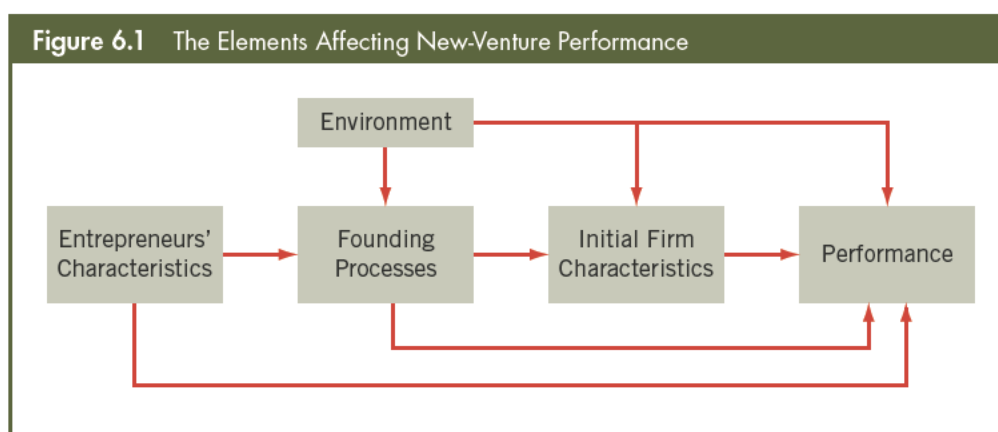 Figure 6.1 The Elements Affecting New-Venture Performance
Environment
Entrepreneurs'
Characteristics
Founding
Processes
Initial Firm
Characteristics
Performance